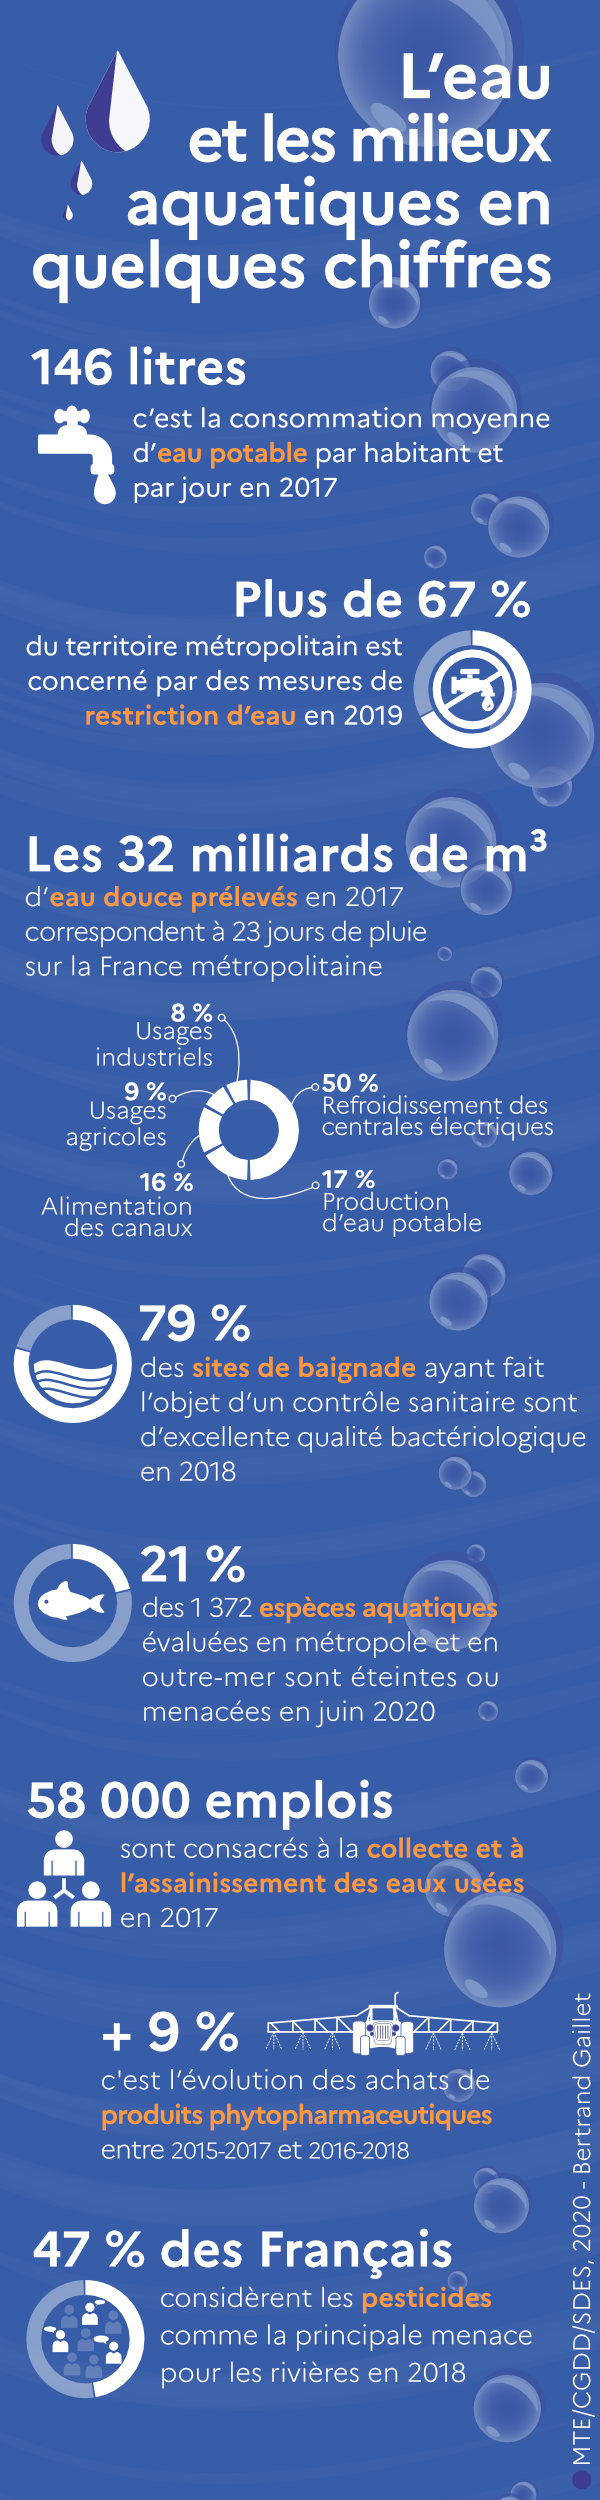 L’eau
et les milieux
aquatiques en
quelques chiffres
146 litres
c’est la consommation moyenne
d’eau potable par habitant et
par jour en 2017
Plus de 67 %
du territoire métropolitain est
concerné par des mesures de
restriction d’eau en 2019
Les 32 milliards de m³
d’eau douce prélevés en 2017
correspondent à 23 jours de pluie
sur la France métropolitaine
8 %
Usages
industriels
9 %
Usages
agricoles
16 %
Alimentation
des canaux
50 %
Refroidissement des
centrales électriques
17 %
Production
d’eau potable
79 %
des sites de baignade ayant fait
l’objet d’un contrôle sanitaire sont
d’excellente qualité bactériologique
en 2018
21 %
des 1 372 espèces aquatiques
évaluées en métropole et en
outre-mer sont éteintes ou
menacées en juin 2020
58 000 emplois
sont consacrés à la collecte et à
l’assainissement des eaux usées
en 2017
+ 9 %
c'est l’évolution des achats de
produits phytopharmaceutiques
entre 2015-2017 et 2016-2018
47 % des Français
considèrent les pesticides
comme la principale menace
pour les rivières en 2018
MTE/CGDD/SDES, 2020 - Bertrand Gaillet